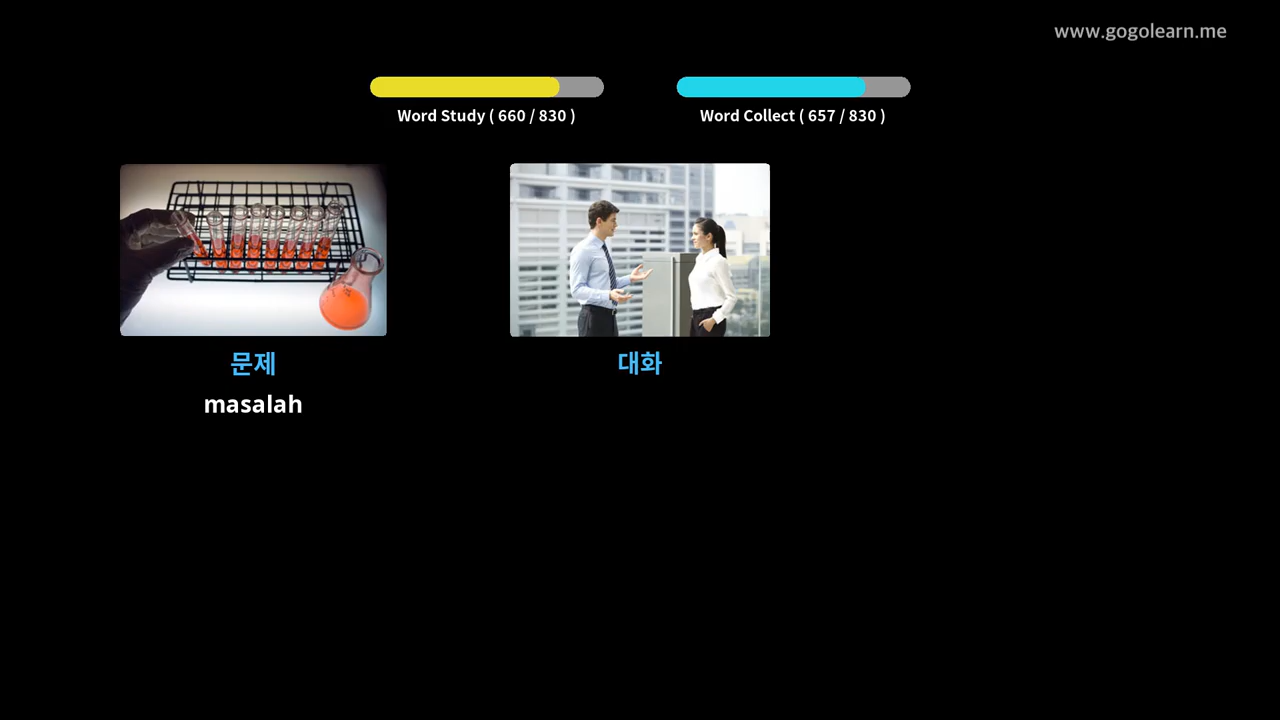 www.gogolearn.me
Word Study ( 660 / 830 )
Word Collect ( 657 / 830 )
문제
대화
masalah